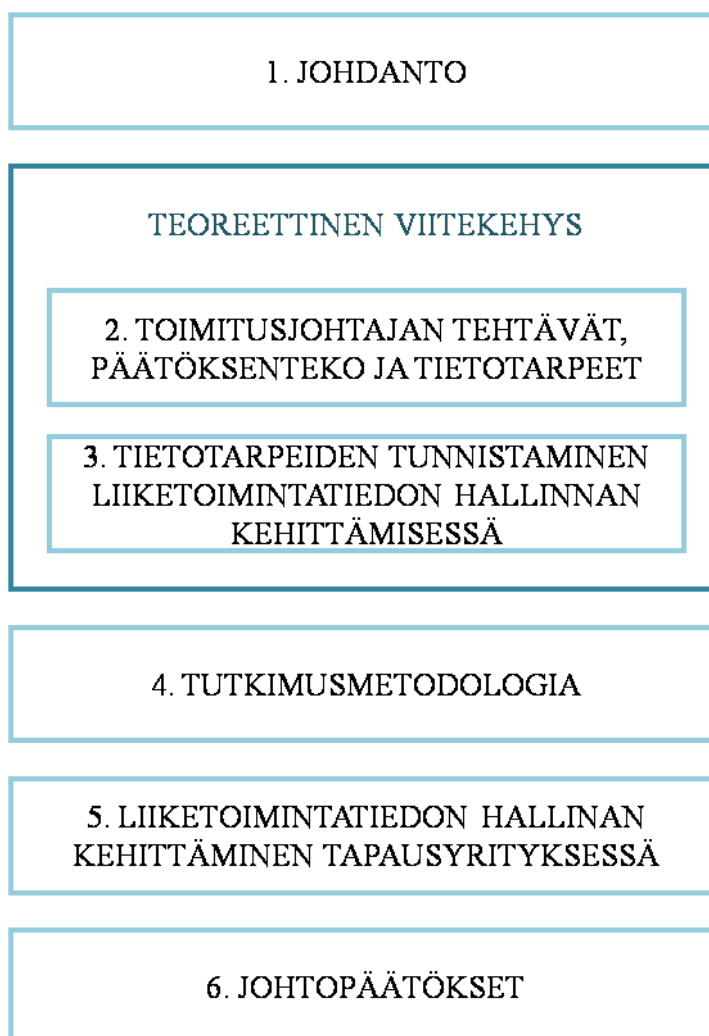 1. JOHDANTO
TEOREETTINEN VIITEKEHYS
2. TOIMITUSJOHTAJAN TEHTÄVÄT,
PÄÄTÖKSENTEKO JA TIETOTARPEET
3. TIETOTARPEIDEN TUNNISTAMINEN
LIIKETOIMINTATIEDON HALLINNAN
KEHITTÄMISESSÄ
4. TUTKIMUSMETODOLOGIA
5. LIIKETOIMINTATIEDON HALLINAN
KEHITTÄMINEN TAPAUSYRITYKSESSÄ
6. JOHTOPÄÄTÖKSET